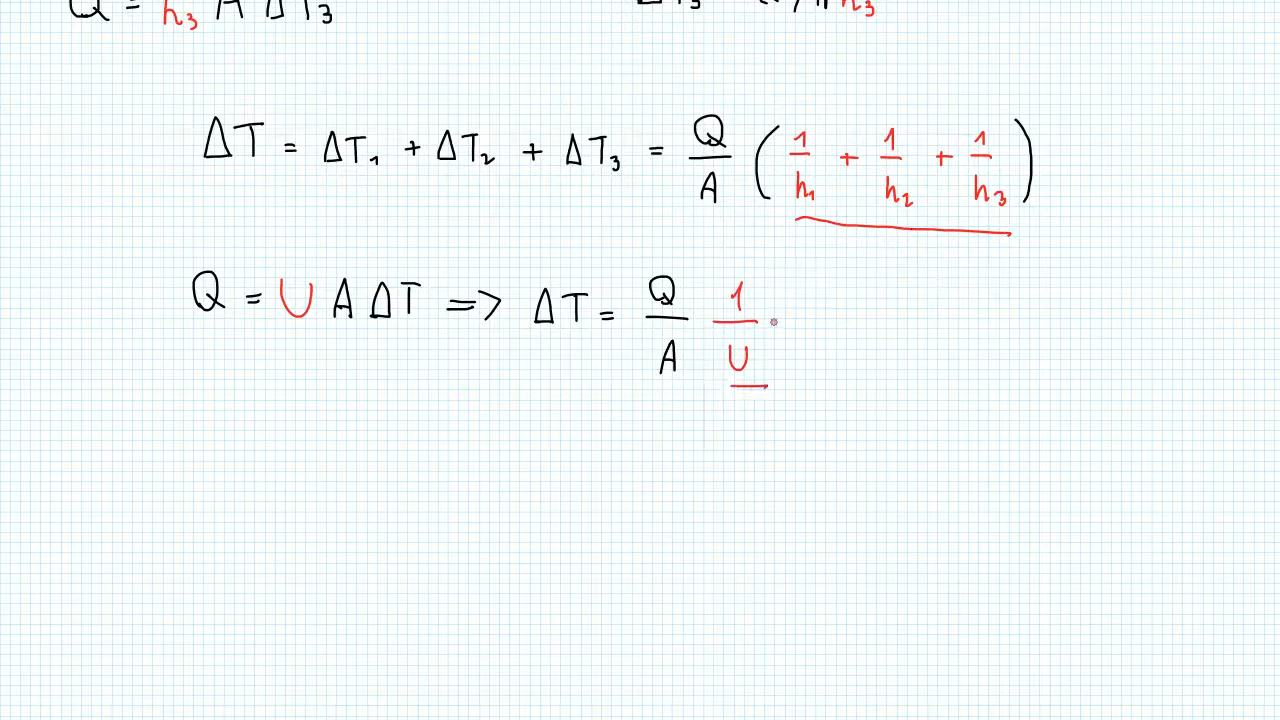 Q = h₃ A ΔT₃
ΔT = ΔT₁ + ΔT₂ + ΔT₃ = Q/A (1/h₁ + 1/h₂ + 1/h₃)
Q = U A ΔT => ΔT = Q/A 1/U